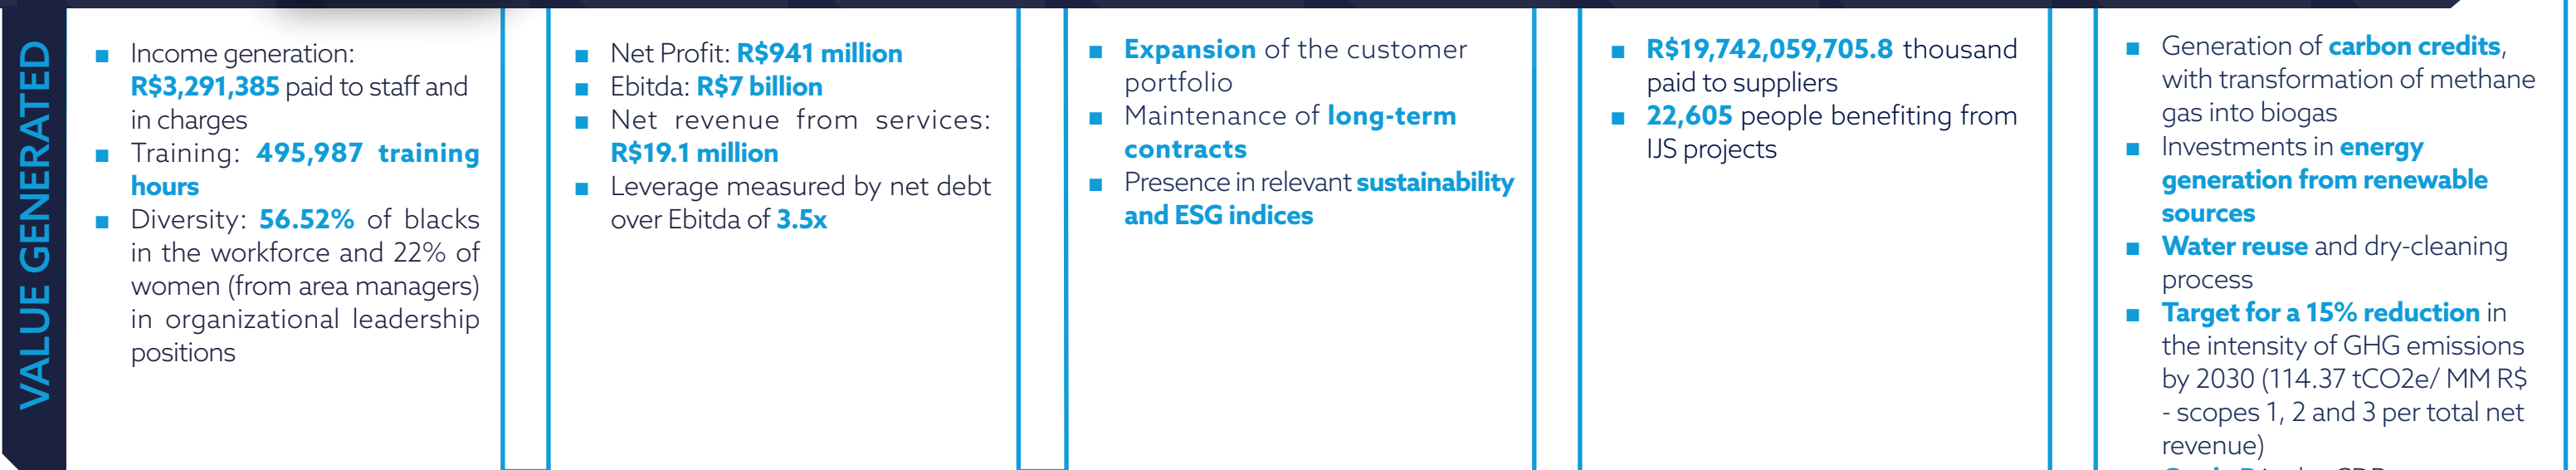 VALUE GENERATED
Income generation:
R$3,291,385 paid to staff and
in charges
Training: 495,987 training
hours
Diversity: 56.52% of blacks
in the workforce and 22% of
women (from area managers)
in organizational leadership
positions
Net Profit: R$941 million
Ebitda: R$7 billion
Net revenue from services:
R$19.1 million
Leverage measured by net debt
over Ebitda of 3.5x
Expansion of the customer
portfolio
Maintenance of long-term
contracts
Presence in relevant sustainability
and ESG indices
R$19,742,059,705.8 thousand
paid to suppliers
22,605 people benefiting from
IJS projects
Generation of carbon credits,
with transformation of methane
gas into biogas
Investments in energy
generation from renewable
sources
Water reuse and dry-cleaning
process
Target for a 15% reduction in
the intensity of GHG emissions
by 2030 (114.37 tCO2e/ MM R$
- scopes 1, 2 and 3 per total net
revenue)